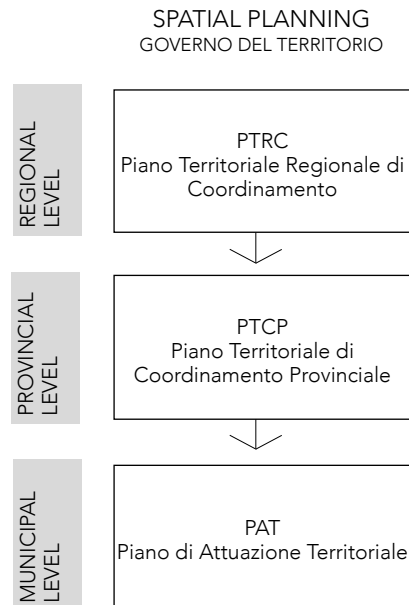 SPATIAL PLANNING
GOVERNO DEL TERRITORIO
REGIONAL
LEVEL
PTRC
Piano Territoriale Regionale di
Coordinamento
PROVINCIAL
LEVEL
PTCP
Piano Territoriale di
Coordinamento Provinciale
MUNICIPAL
LEVEL
PAT
Piano di Attuazione Territoriale